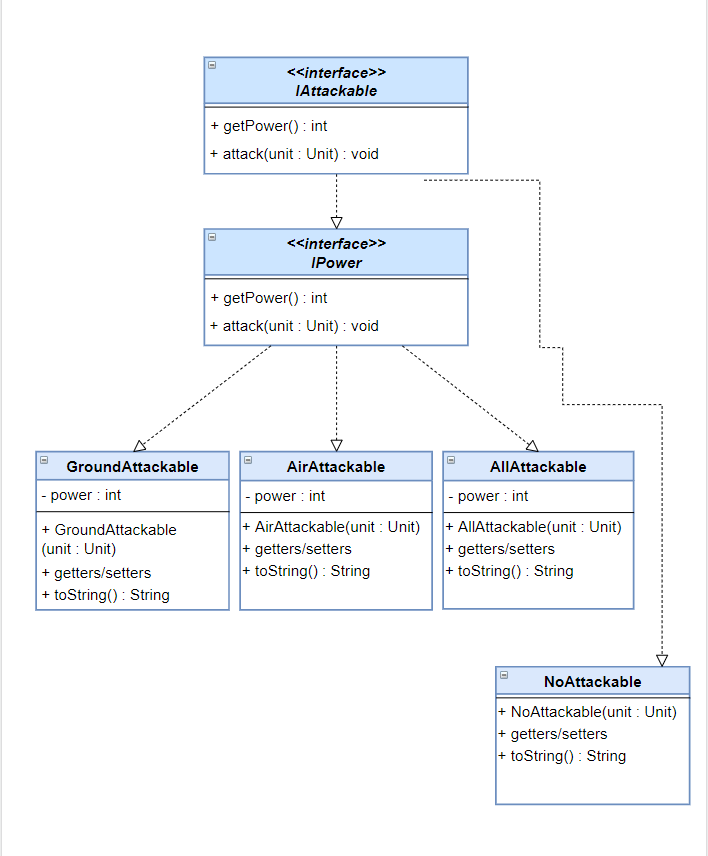 <<interface>>
IAttackable
+ getPower() : int
+ attack(unit : Unit) : void
<<interface>>
IPower
+ getPower() : int
+ attack(unit : Unit) : void
GroundAttackable
- power : int
+ GroundAttackable
(unit : Unit)
+ getters/setters
+ toString() : String
AirAttackable
- power : int
+ AirAttackable(unit : Unit)
+ getters/setters
+ toString() : String
AllAttackable
- power : int
+ AllAttackable(unit : Unit)
+ getters/setters
+ toString() : String
NoAttackable
+ NoAttackable(unit : Unit)
+ getters/setters
+ toString() : String